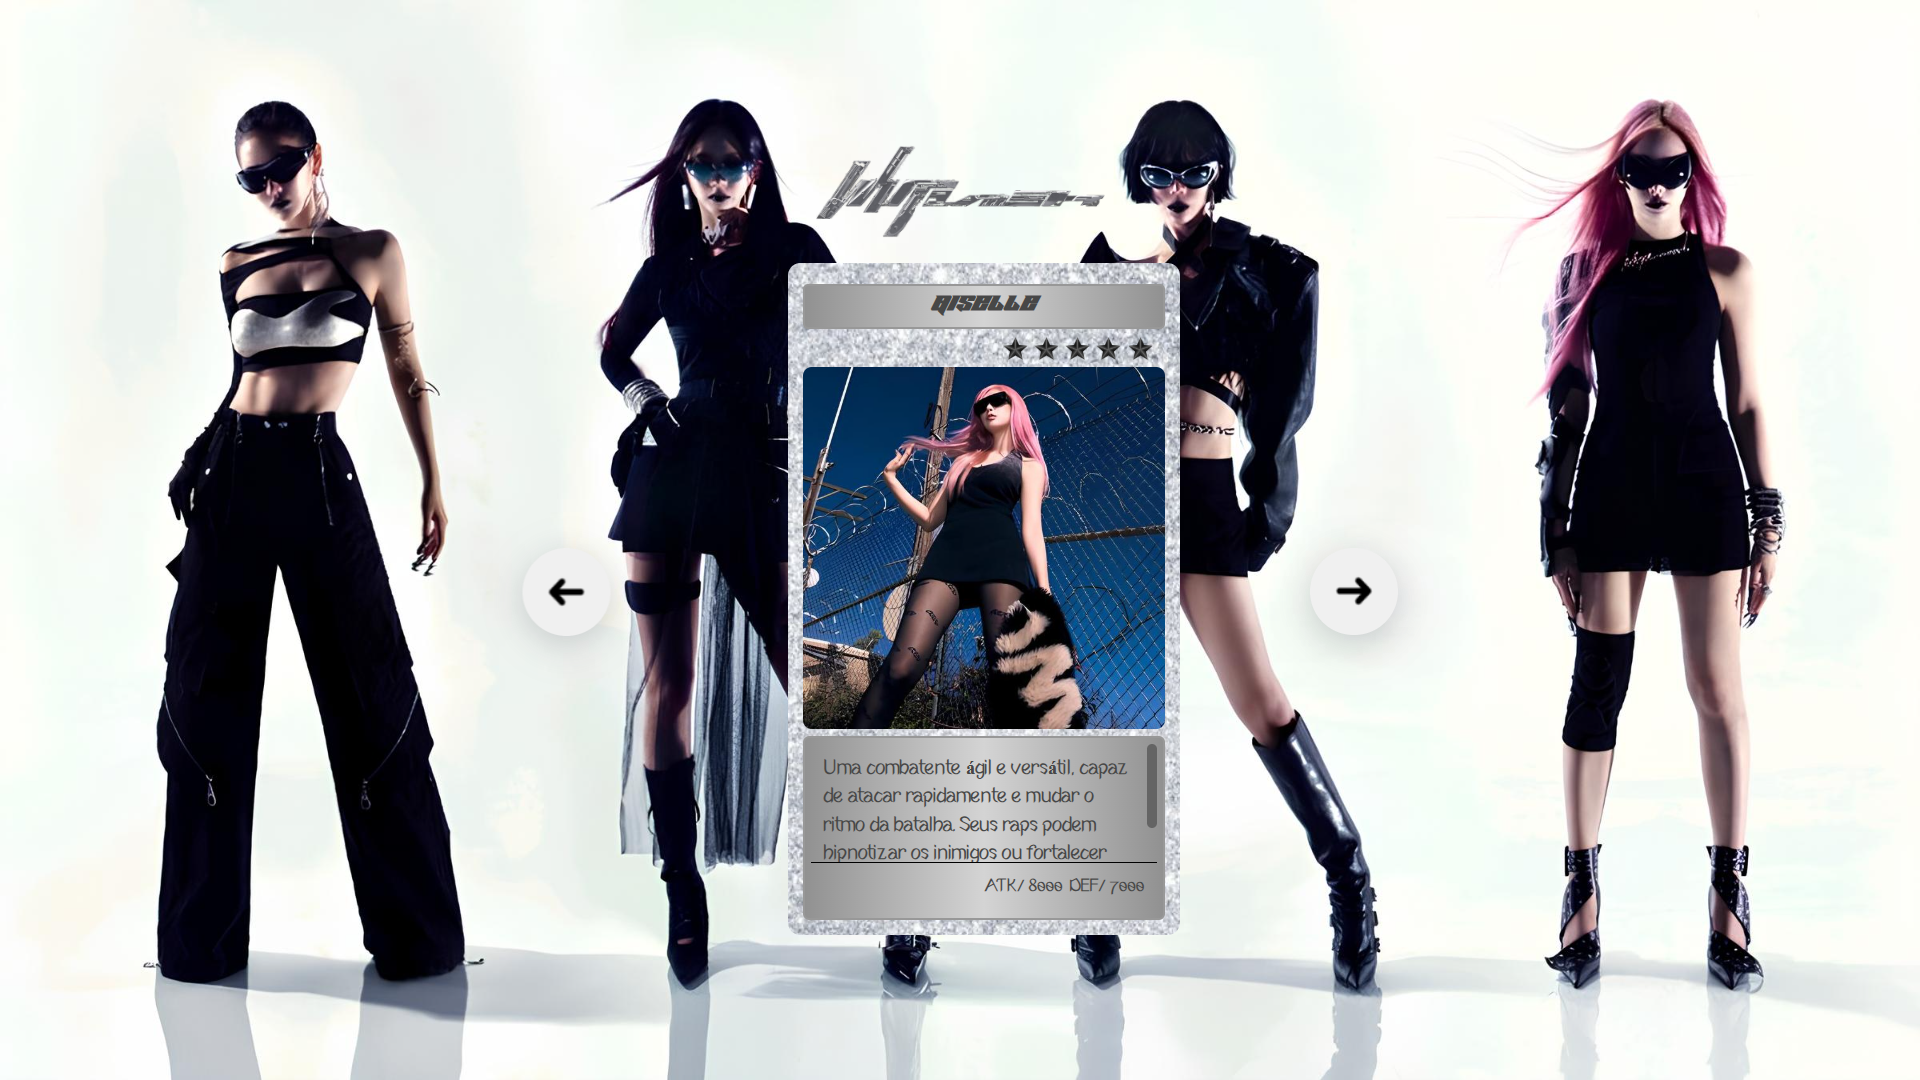 GISELLE
Uma combatente ágil e versátil, capaz
de atacar rapidamente e mudar o
ritmo da batalha. Seus raps podem
hipnotizar os inimigos ou fortalecer
ATK/ 8000 DEF/ 7000